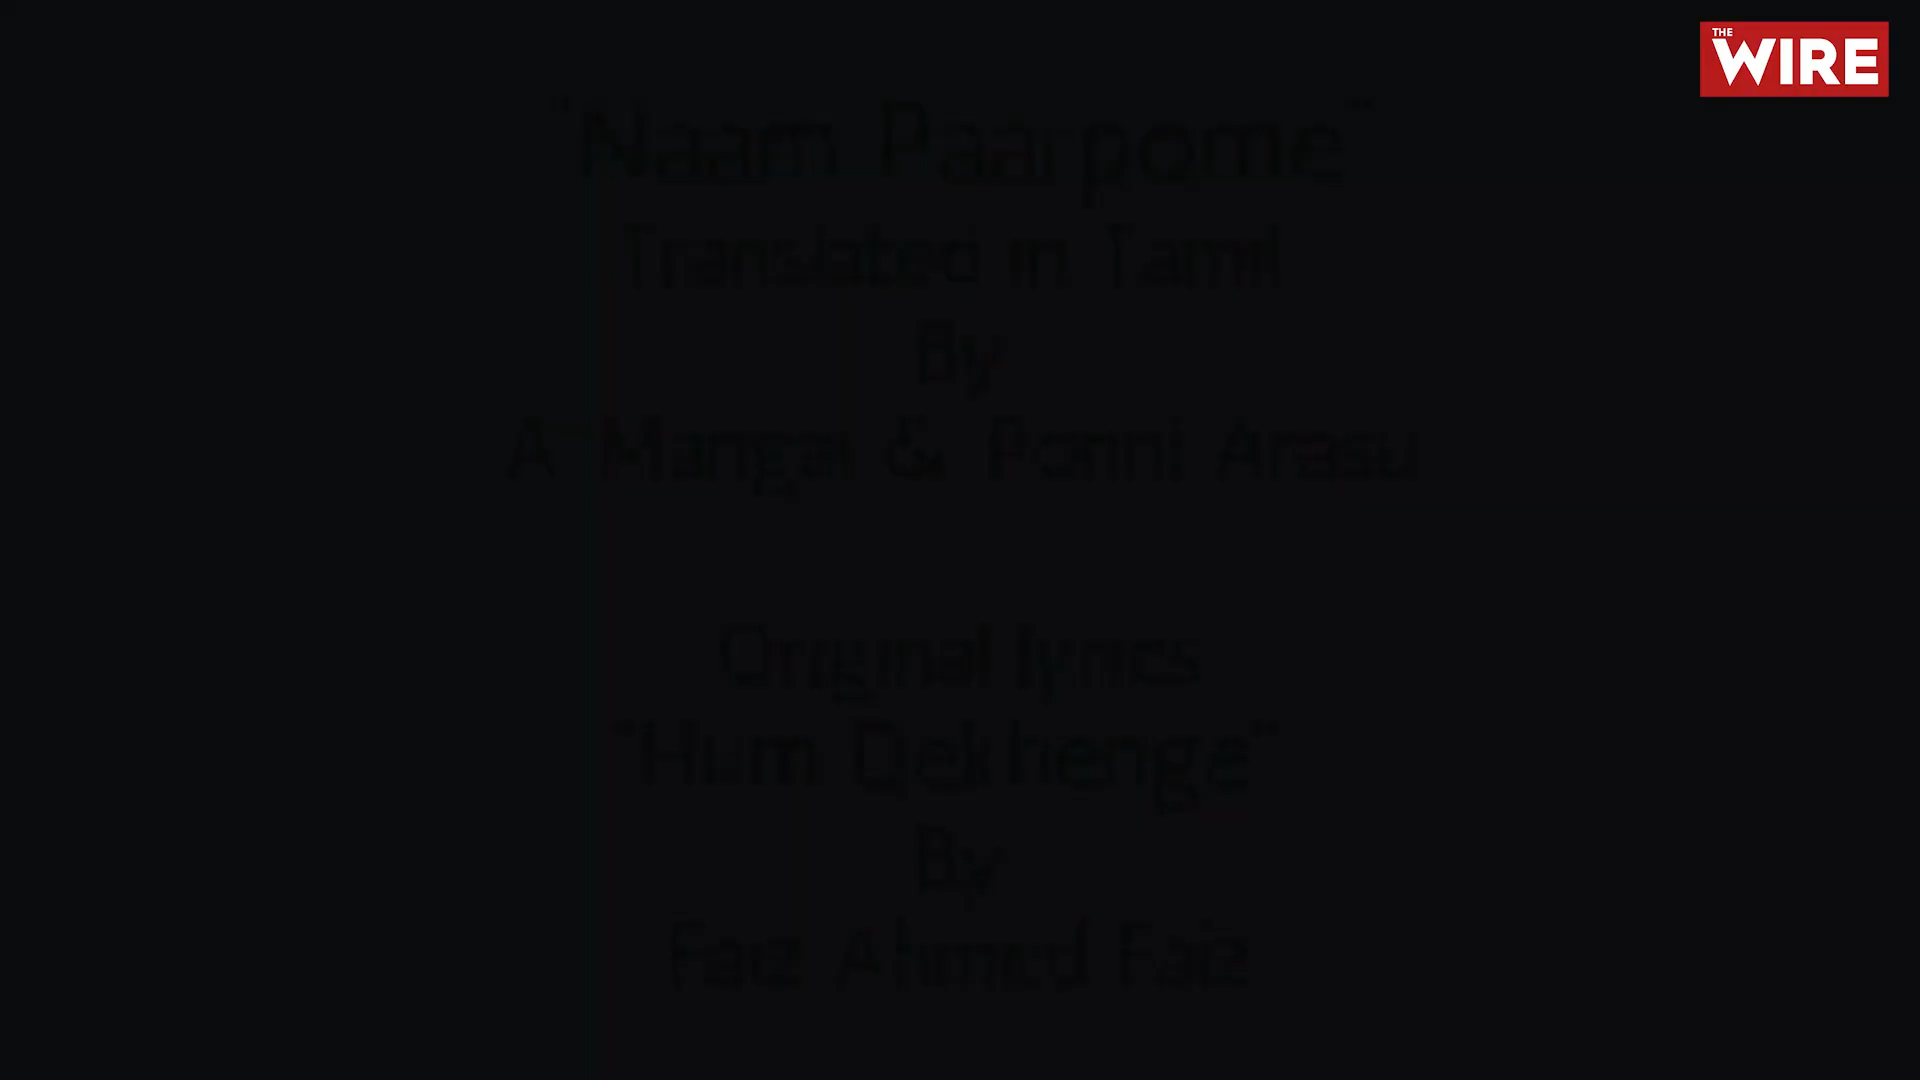 THE
WIRE
"Naam Paarpome"
Translated in Tamil
By
A Mangai & Ponni Arasu
Original lyrics
"Hum Dekhenge"
By
Faiz Ahmed Faiz